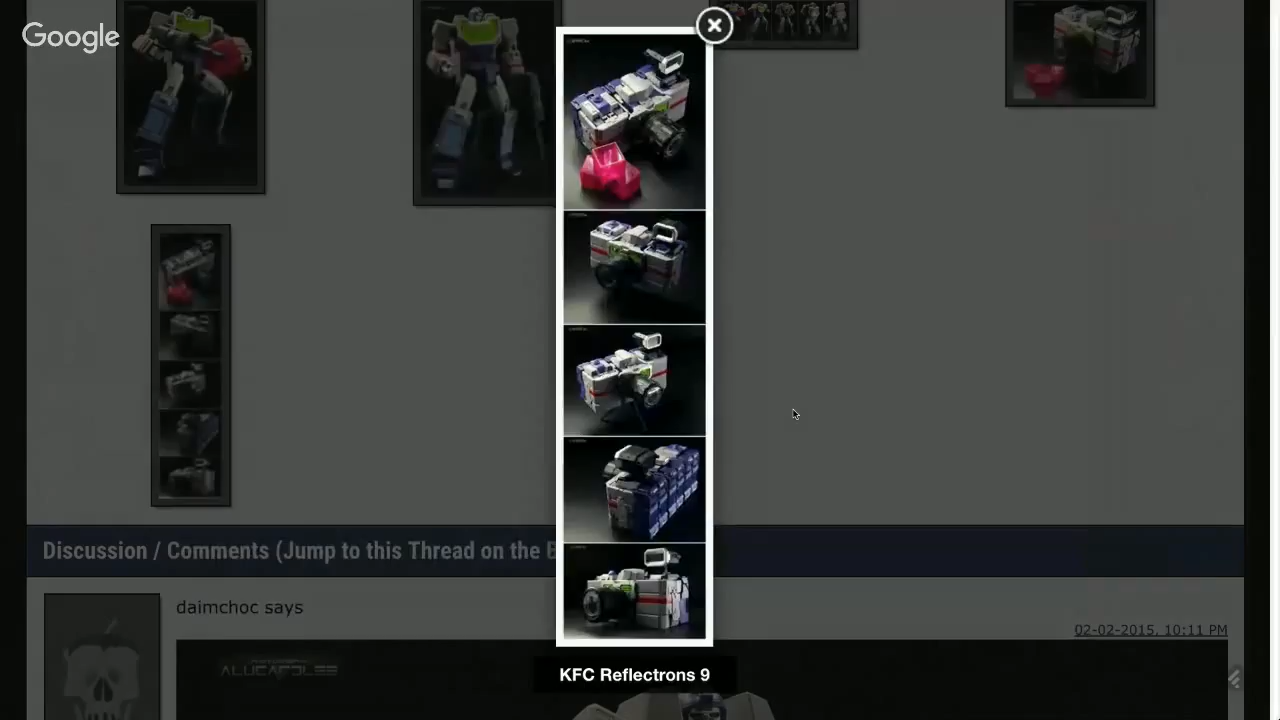 Google
Discussion / Comments (Jump to this Thread on the B
daimchoc says
02-02-2015, 10:11 PM
ALUCARDLEE
KFC Reflectrons 9